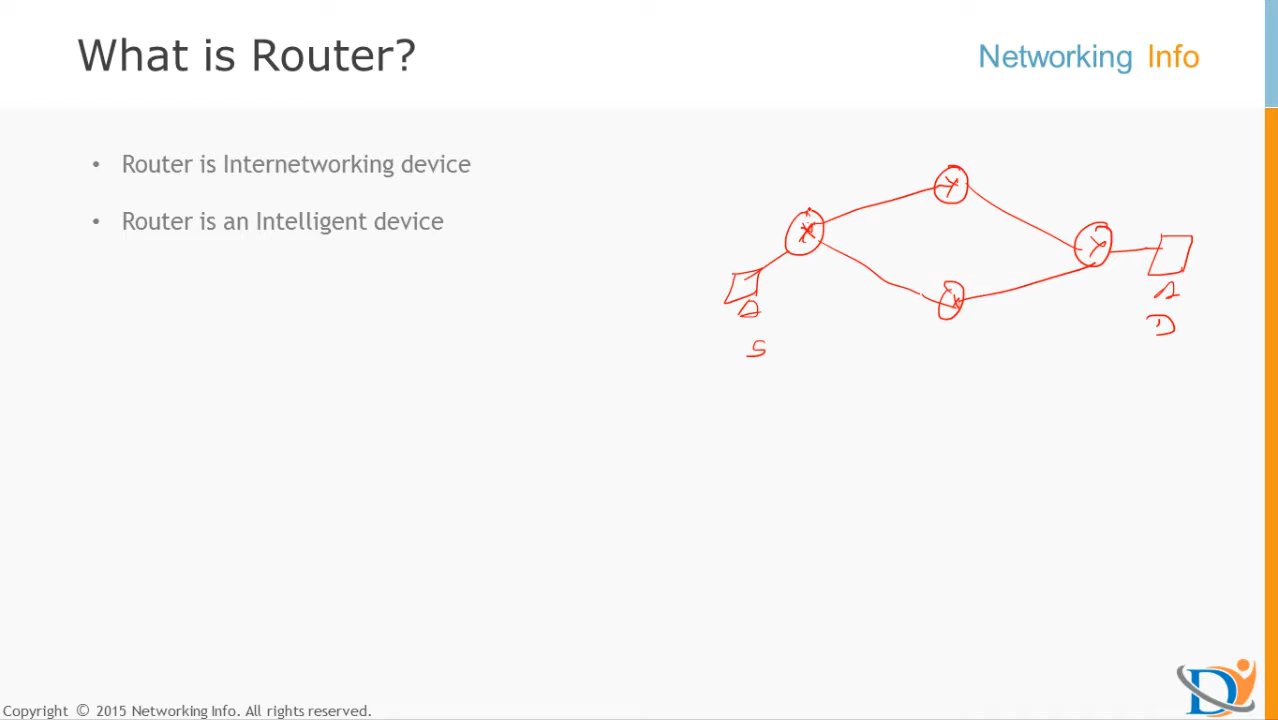 What is Router?
Networking Info
• Router is Internetworking device
• Router is an Intelligent device
S
D
Copyright © 2015 Networking Info. All rights reserved.
D